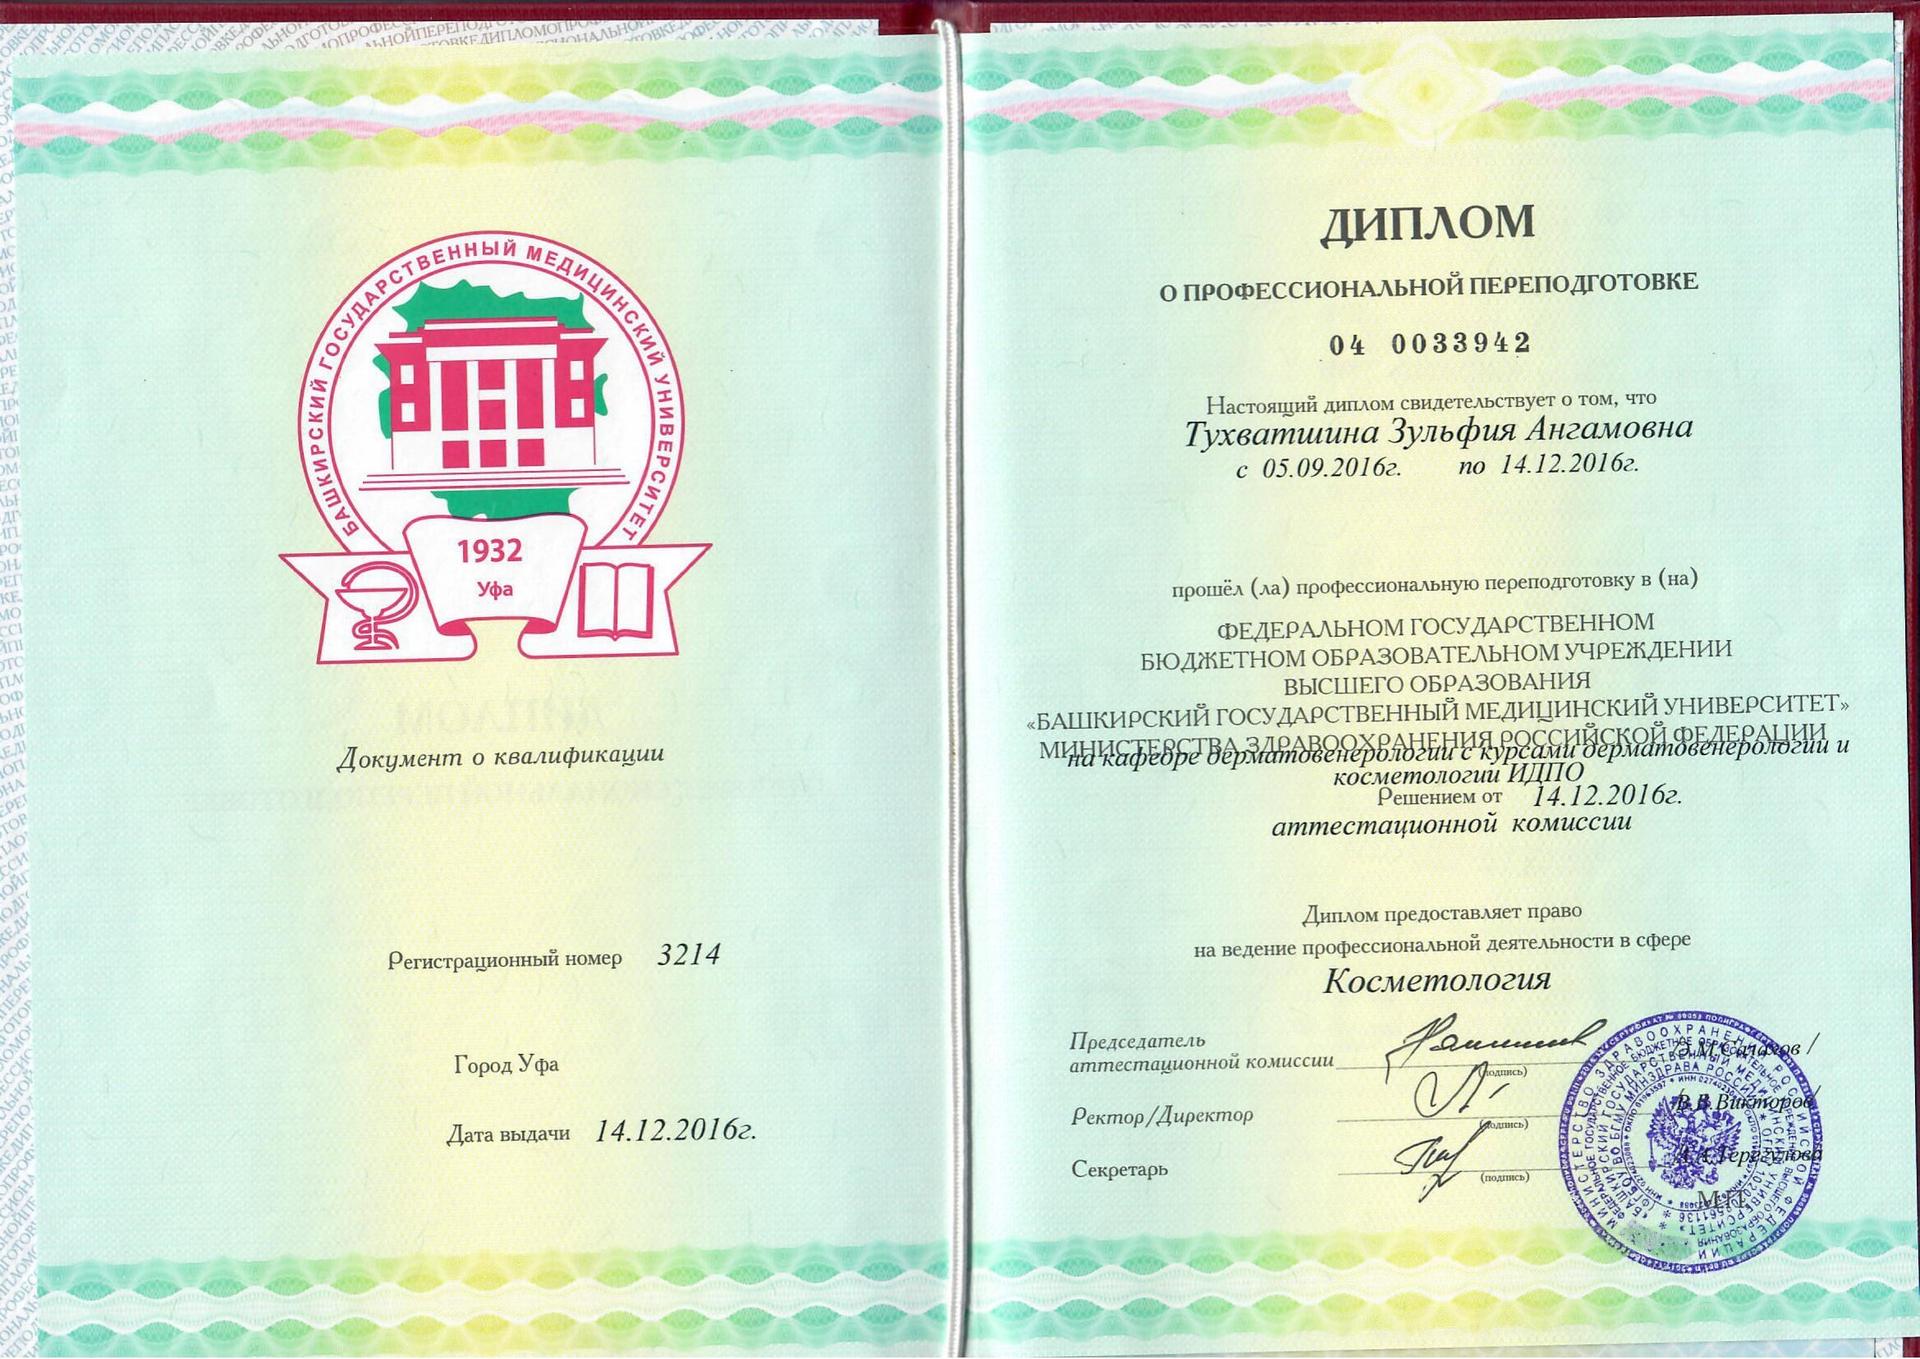 БАШКИРСКИЙ ГОСУДАРСТВЕННЫЙ МЕДИЦИНСКИЙ УНИВЕРСИТЕТ
1932
Уфа
Документ о квалификации
Регистрационный номер 3214
Город Уфа
Дата выдачи 14.12.2016г.
ДИПЛОМ
О ПРОФЕССИОНАЛЬНОЙ ПЕРЕПОДГОТОВКЕ
04 0033942
Настоящий диплом свидетельствует о том, что
Тухватшина Зульфия Ангамовна
с 05.09.2016г. по 14.12.2016г.
прошёл (ла) профессиональную переподготовку в (на)
ФЕДЕРАЛЬНОМ ГОСУДАРСТВЕННОМ
БЮДЖЕТНОМ ОБРАЗОВАТЕЛЬНОМ УЧРЕЖДЕНИИ
ВЫСШЕГО ОБРАЗОВАНИЯ
«БАШКИРСКИЙ ГОСУДАРСТВЕННЫЙ МЕДИЦИНСКИЙ УНИВЕРСИТЕТ»
МИНИСТЕРСТВА ЗДРАВООХРАНЕНИЯ РОССИЙСКОЙ ФЕДЕРАЦИИ
на кафедре дерматовенерологии с курсами дерматовенерологии и
косметологии ИДПО
Решением от 14.12.2016г.
аттестационной комиссии
Диплом предоставляет право
на ведение профессиональной деятельности в сфере
Косметология
Председатель
аттестационной комиссии Э.М.Салахов /
(подпись)
Ректор/Директор В.В.Викторов/
(подпись)
Секретарь
(подпись)
М.П.